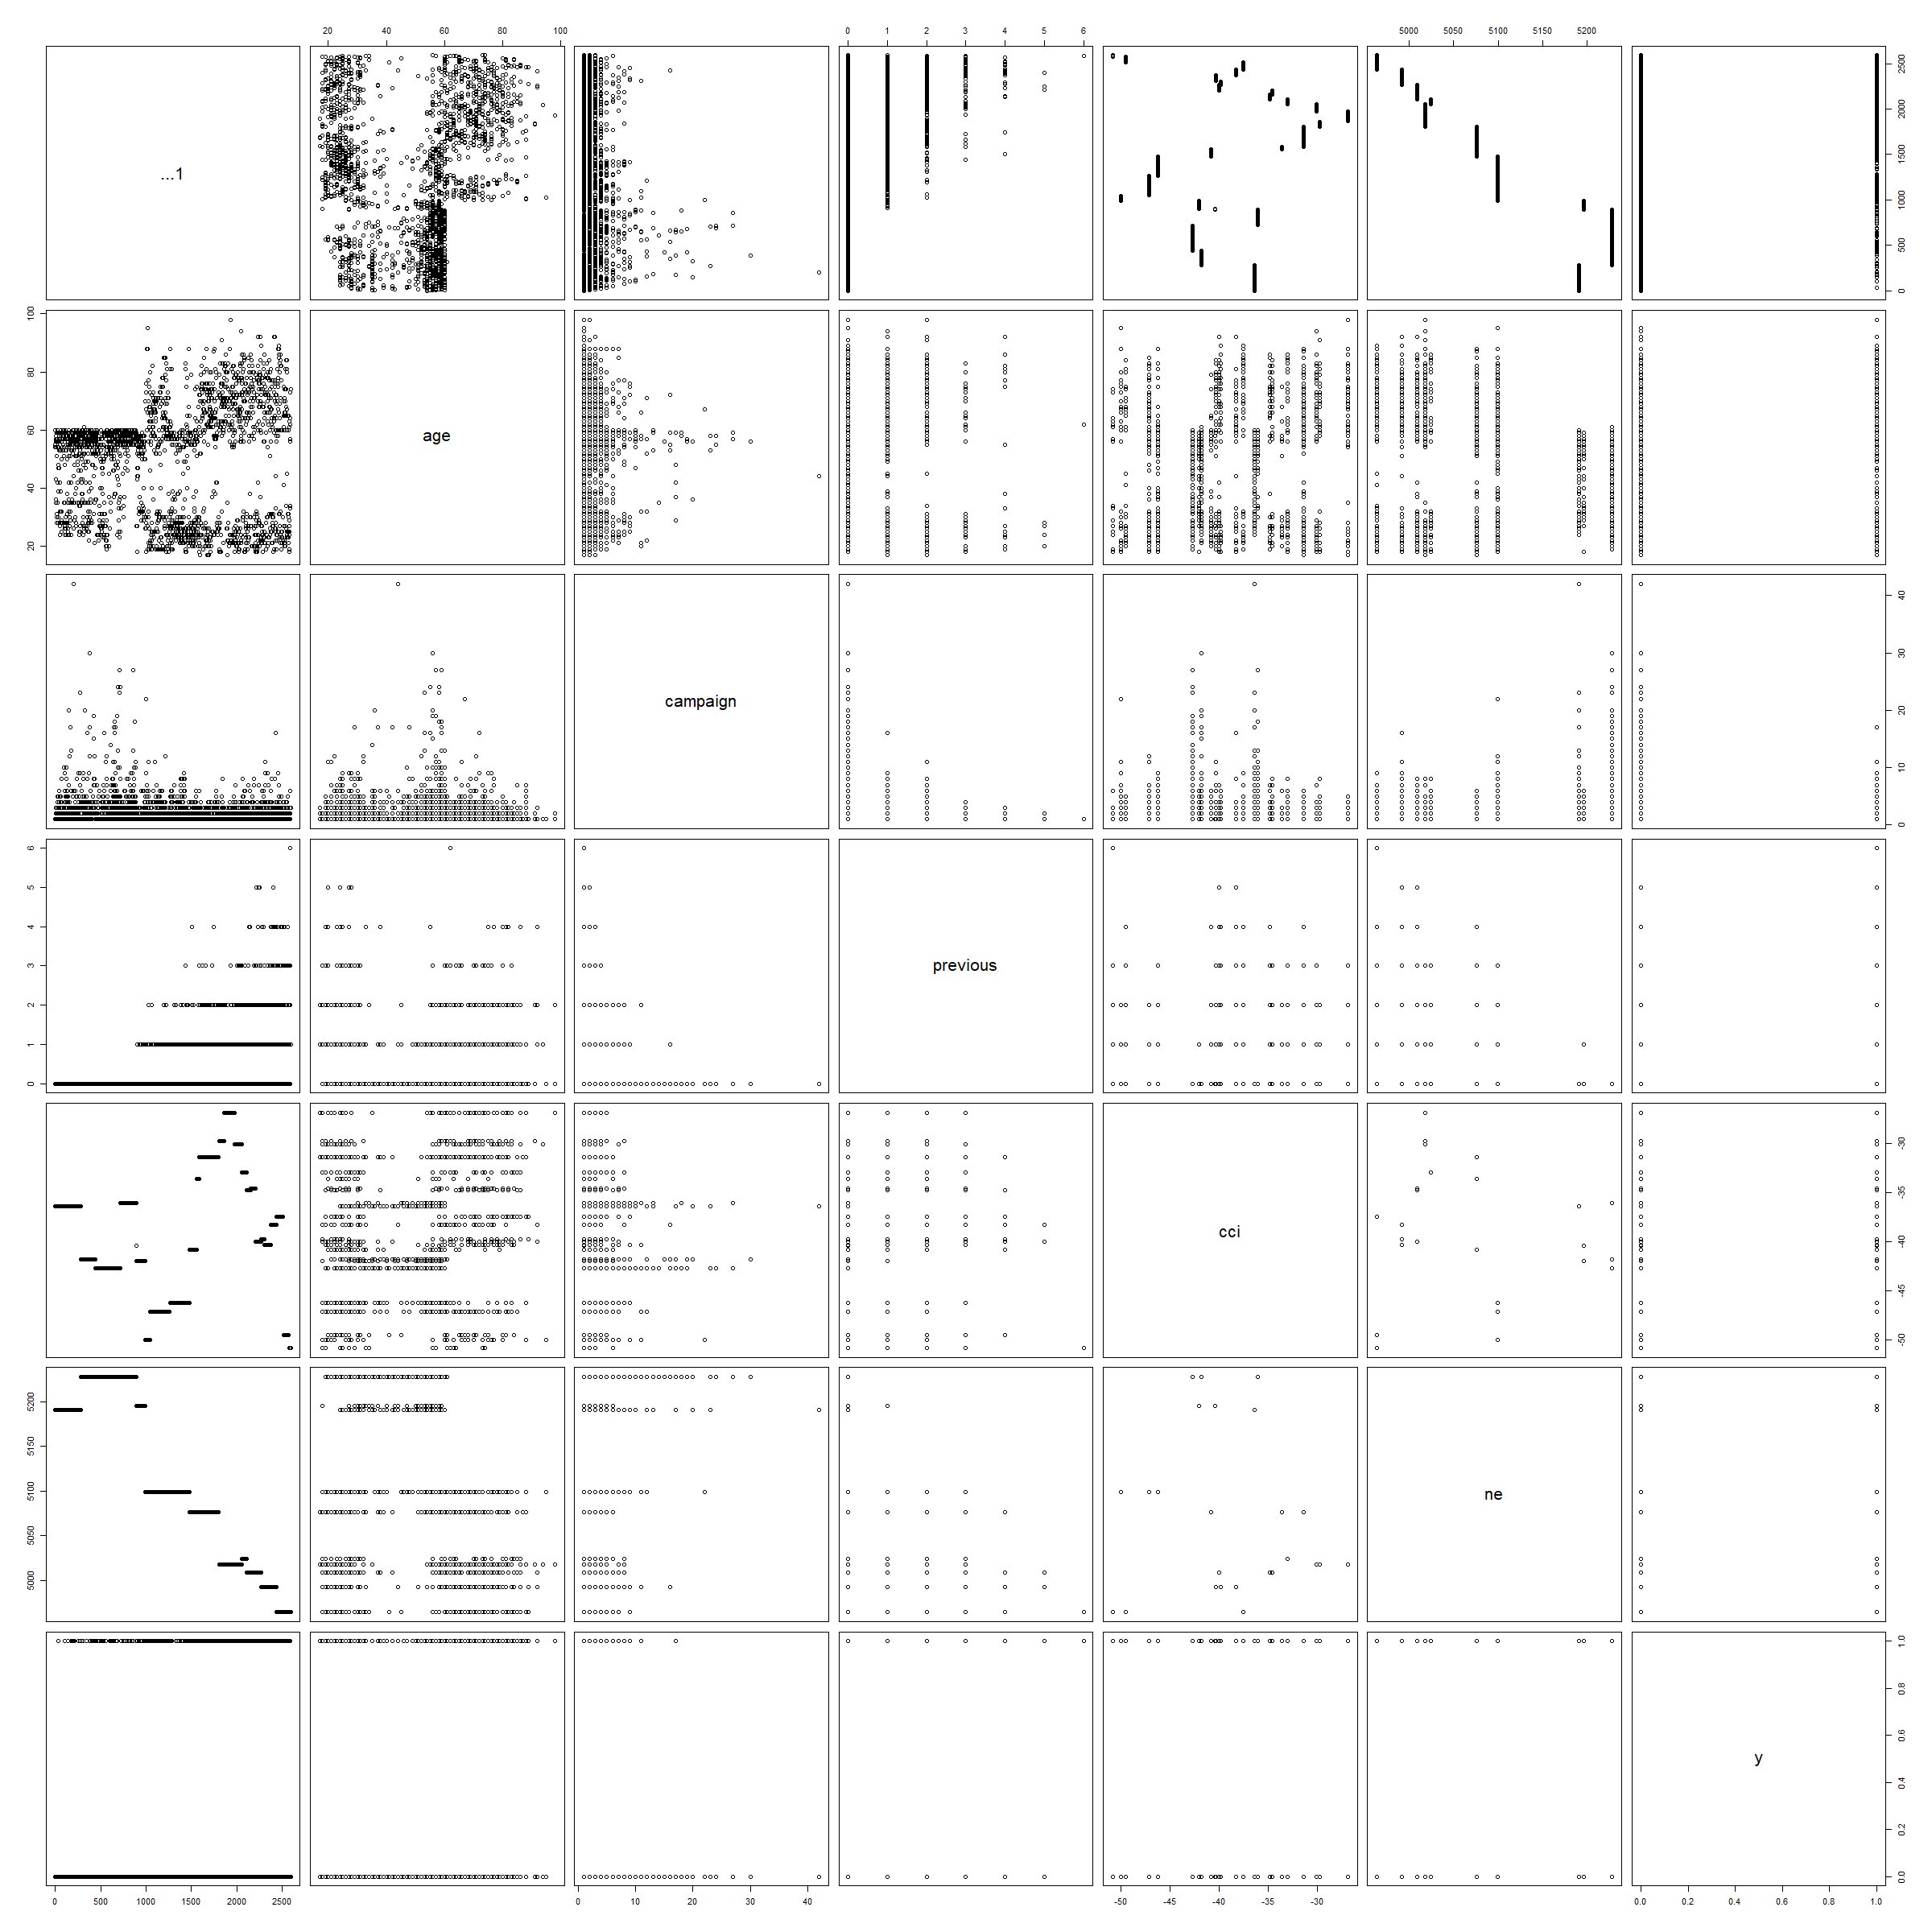 20 40 60 80 100 0 1 2 3 4 5 6 5000 5050 5100 5150 5200
...1
0 500 1000 1500 2000 2500
20 40 60 80 100
age
campaign
0 10 20 30 40
0 1 2 3 4 5 6
previous
cci
-50 -45 -40 -35 -30
5000 5050 5100 5150 5200
ne
y
0.0 0.2 0.4 0.6 0.8 1.0
0 500 1000 1500 2000 2500 0 10 20 30 40 -50 -45 -40 -35 -30 0.0 0.2 0.4 0.6 0.8 1.0